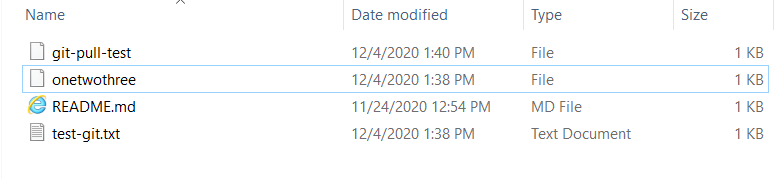 Name Date modified Type Size
git-pull-test 12/4/2020 1:40 PM File 1 KB
onetwothree 12/4/2020 1:38 PM File 1 KB
README.md 11/24/2020 12:54 PM MD File 1 KB
test-git.txt 12/4/2020 1:38 PM Text Document 1 KB